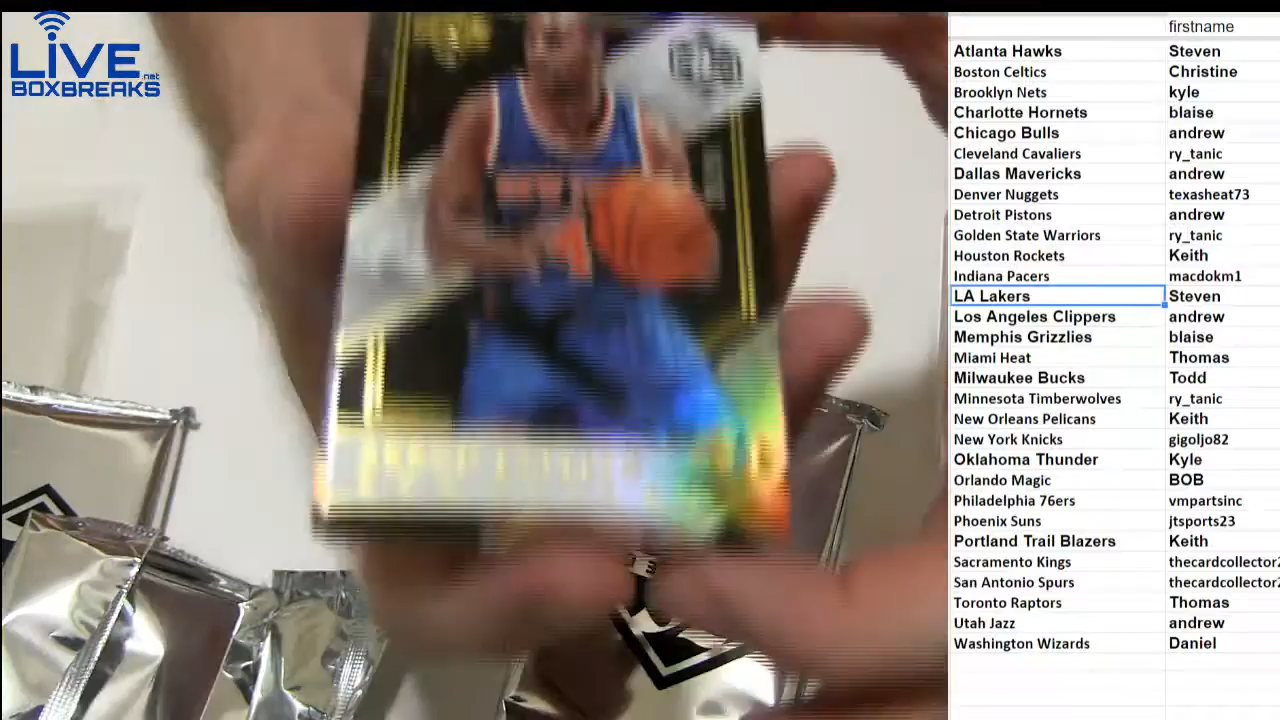 LIVE
.net
BOXBREAKS
firstname
Atlanta Hawks Steven
Boston Celtics Christine
Brooklyn Nets kyle
Charlotte Hornets blaise
Chicago Bulls andrew
Cleveland Cavaliers ry_tanic
Dallas Mavericks andrew
Denver Nuggets texasheat73
Detroit Pistons andrew
Golden State Warriors ry_tanic
Houston Rockets Keith
Indiana Pacers macdokm1
LA Lakers Steven
Los Angeles Clippers andrew
Memphis Grizzlies blaise
Miami Heat Thomas
Milwaukee Bucks Todd
Minnesota Timberwolves ry_tanic
New Orleans Pelicans Keith
New York Knicks gigoljo82
Oklahoma Thunder Kyle
Orlando Magic BOB
Philadelphia 76ers vmpartsinc
Phoenix Suns jtsports23
Portland Trail Blazers Keith
Sacramento Kings thecardcollector2
San Antonio Spurs thecardcollector2
Toronto Raptors Thomas
Utah Jazz andrew
Washington Wizards Daniel